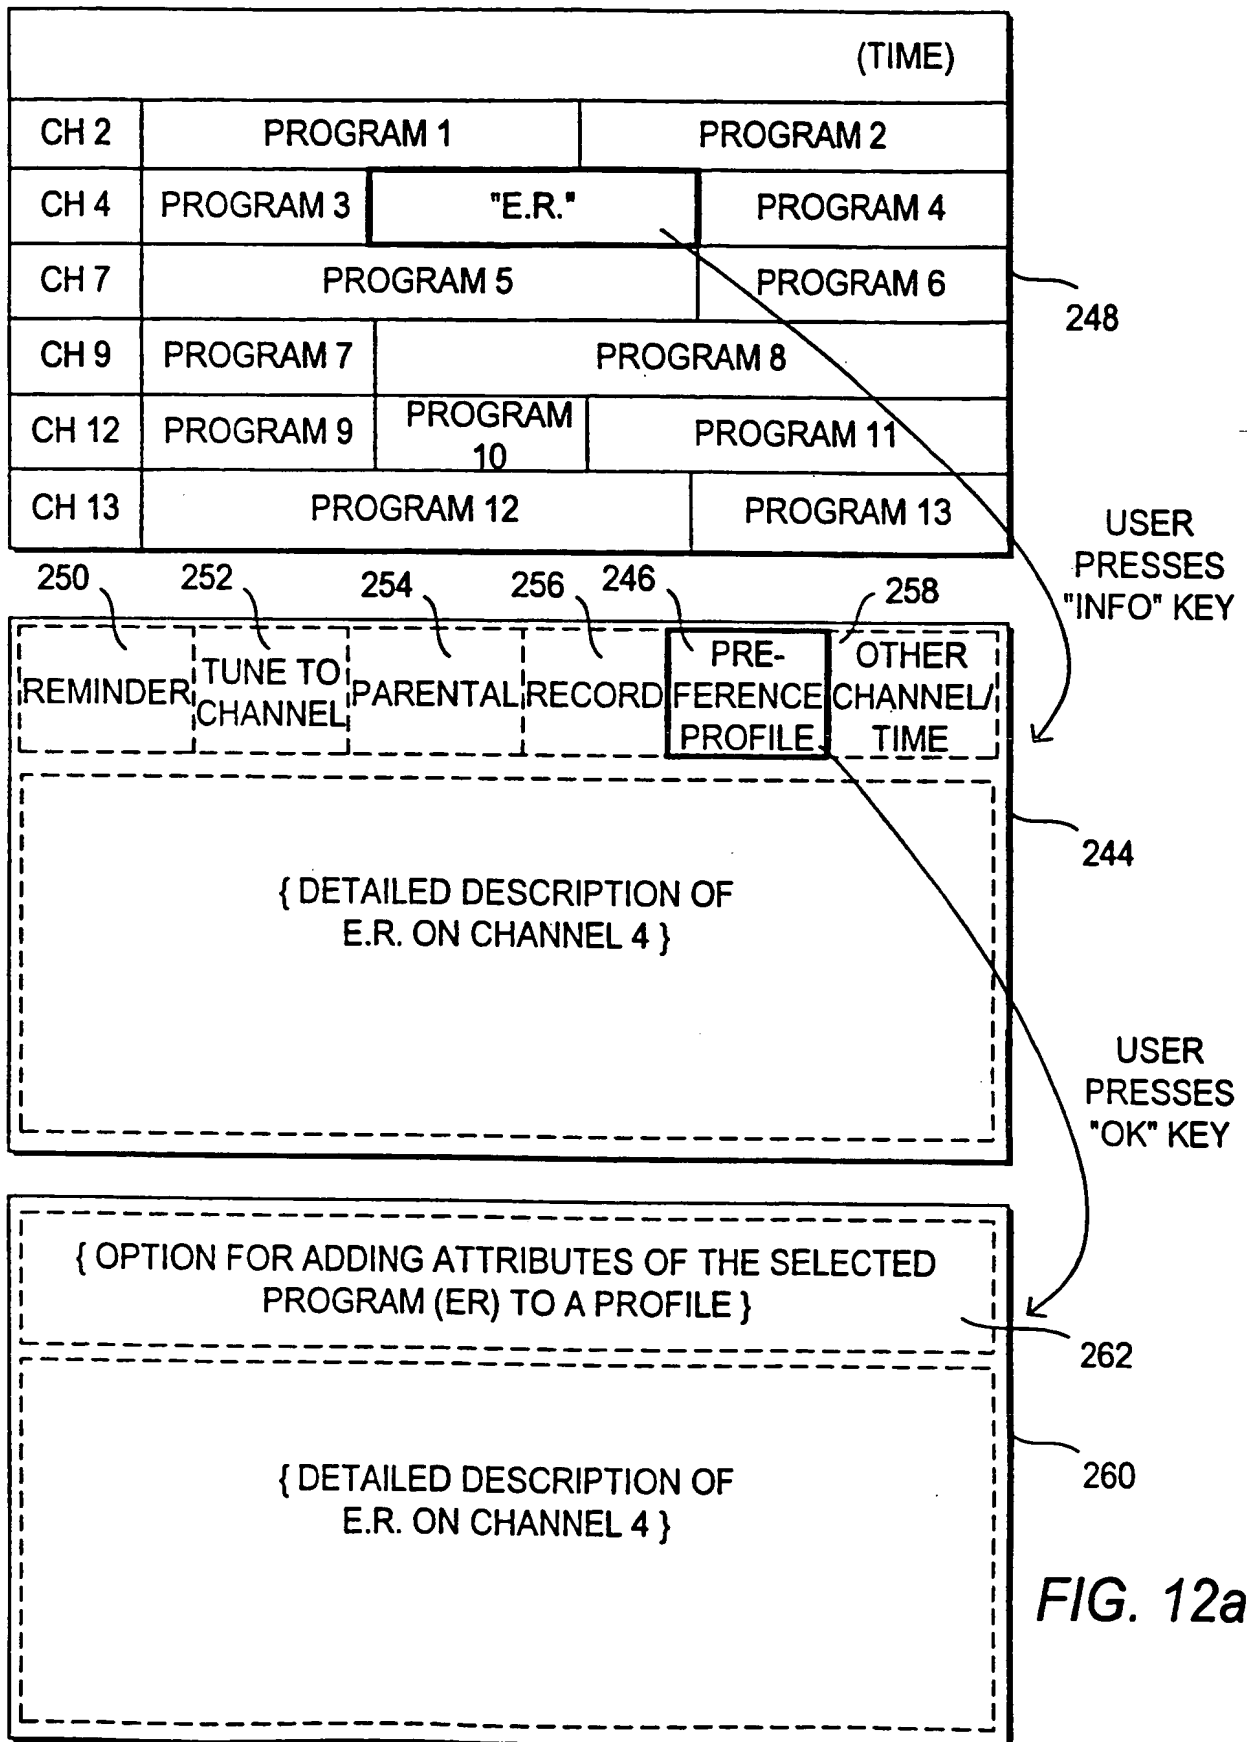 (TIME)
CH 2 PROGRAM 1 PROGRAM 2
CH 4 PROGRAM 3 "E.R." PROGRAM 4
CH 7 PROGRAM 5 PROGRAM 6
248
CH 9 PROGRAM 7 PROGRAM 8
CH 12 PROGRAM 9 PROGRAM
10 PROGRAM 11
CH 13 PROGRAM 12 PROGRAM 13
USER
PRESSES
"INFO" KEY
250 252 254 256 246 258
REMINDER
TUNE TO
CHANNEL
PARENTAL
RECORD
PRE-
FERENCE
PROFILE
OTHER
CHANNEL/
TIME
244
{ DETAILED DESCRIPTION OF
E.R. ON CHANNEL 4 }
USER
PRESSES
"OK" KEY
{ OPTION FOR ADDING ATTRIBUTES OF THE SELECTED
PROGRAM (ER) TO A PROFILE }
262
260
{ DETAILED DESCRIPTION OF
E.R. ON CHANNEL 4 }
FIG. 12a